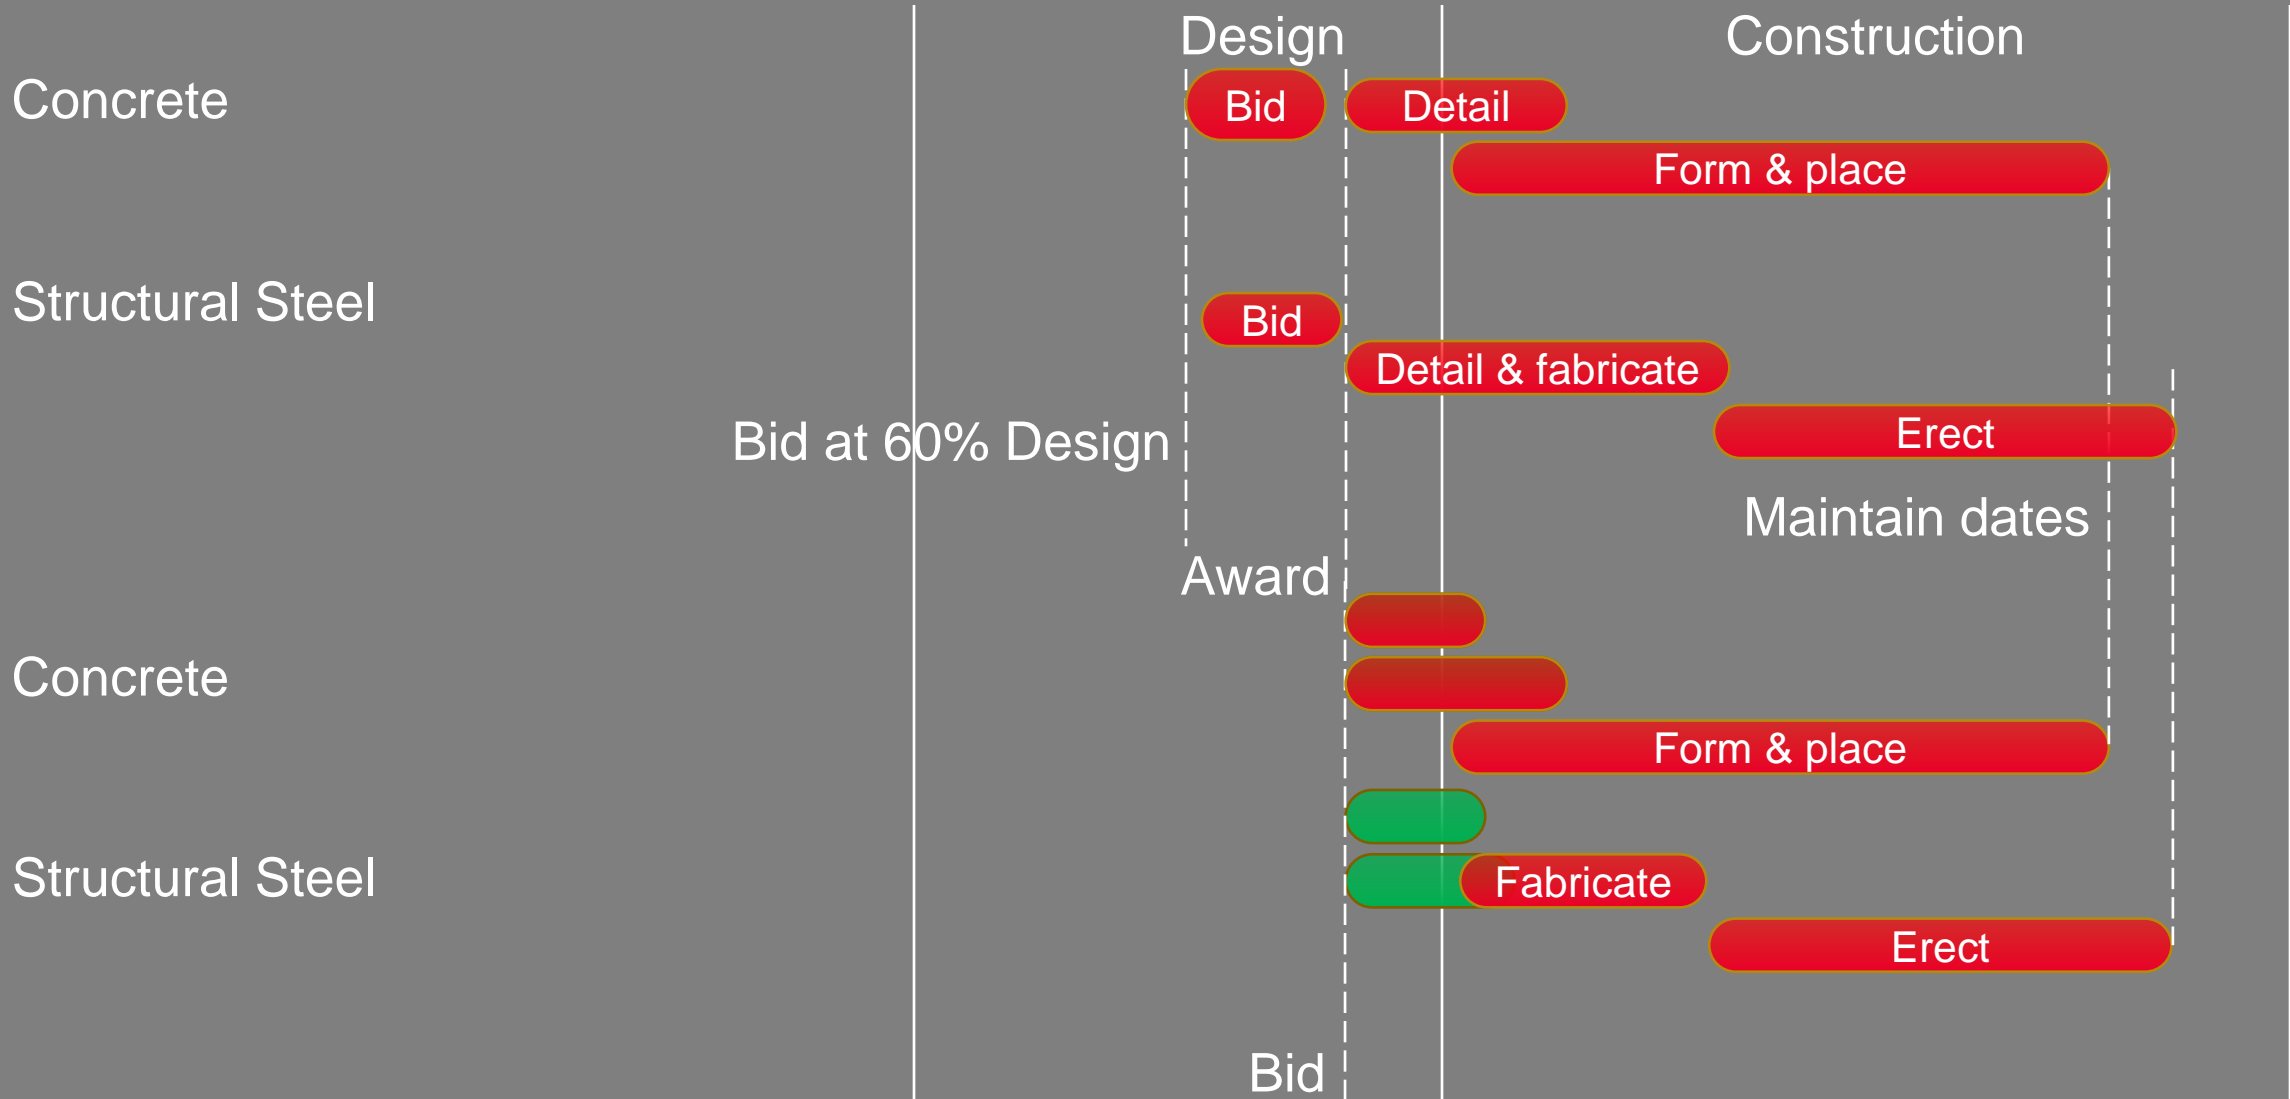 Design
Construction
Concrete
Bid
Detail
Form & place
Structural Steel
Bid
Detail & fabricate
Erect
Bid at 60% Design
Maintain dates
Award
Concrete
Form & place
Structural Steel
Fabricate
Erect
Bid